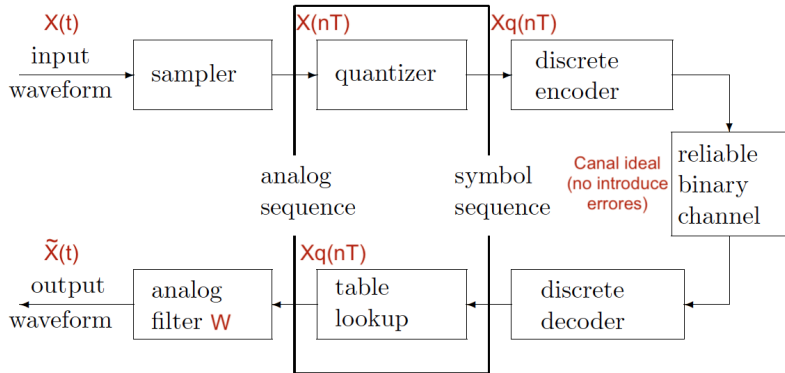 X(t)
X(nT)
Xq(nT)
input
waveform
sampler
quantizer
discrete
encoder
analog
sequence
symbol
sequence
Canal ideal
(no introduce
errores)
reliable
binary
channel
X̃(t)
Xq(nT)
output
waveform
analog
filter W
table
lookup
discrete
decoder